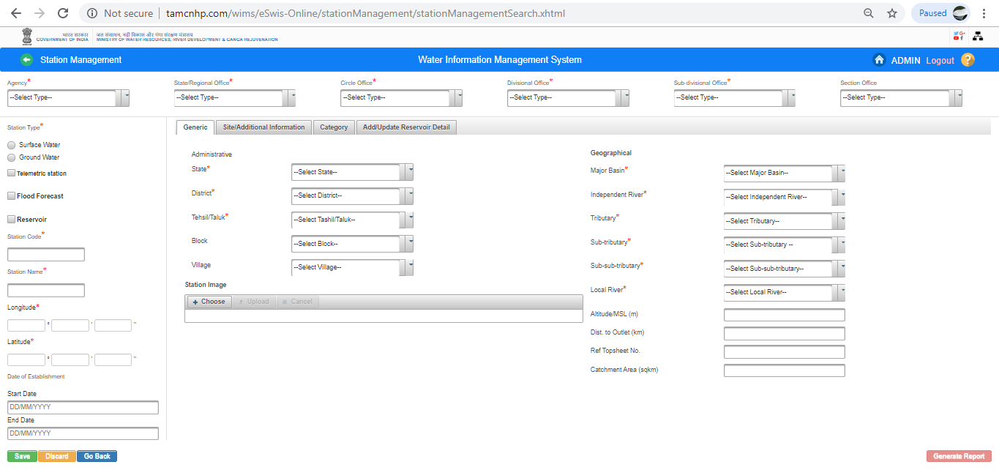 Not secure tamcnhp.com/wims/eSwis-Online/stationManagement/stationManagementSearch.xhtml Paused
भारत सरकार
GOVERNMENT OF INDIA
जल संसाधन, नदी विकास और गंगा संरक्षण मंत्रालय
MINISTRY OF WATER RESOURCES, RIVER DEVELOPMENT & GANGA REJUVENATION
Station Management Water Information Management System ADMIN Logout ?
Agency* State/Regional Office* Circle Office* Divisional Office* Sub-divisional Office* Section Office
--Select Type-- --Select Type-- --Select Type-- --Select Type-- --Select Type-- --Select Type--
Station Type*
Surface Water
Ground Water
Telemetric station
Flood Forecast
Reservoir
Station Code*
Station Name*
Longitude*
° ' "
Latitude*
° ' "
Date of Establishment
Start Date
DD/MM/YYYY
End Date
DD/MM/YYYY
Generic Site/Additional Information Category Add/Update Reservoir Detail
Administrative
State* --Select State--
District* --Select District--
Tehsil/Taluk* --Select Tashil/Taluk--
Block --Select Block--
Village --Select Village--
Station Image
+ Choose Upload Cancel
Geographical
Major Basin* --Select Major Basin--
Independent River* --Select Independent River--
Tributary* --Select Tributary--
Sub-tributary* --Select Sub-tributary --
Sub-sub-tributary* --Select Sub-sub-tributary--
Local River* --Select Local River--
Altitude/MSL (m)
Dist. to Outlet (km)
Ref Topsheet No.
Catchment Area (sqkm)
Save Discard Go Back Generate Report